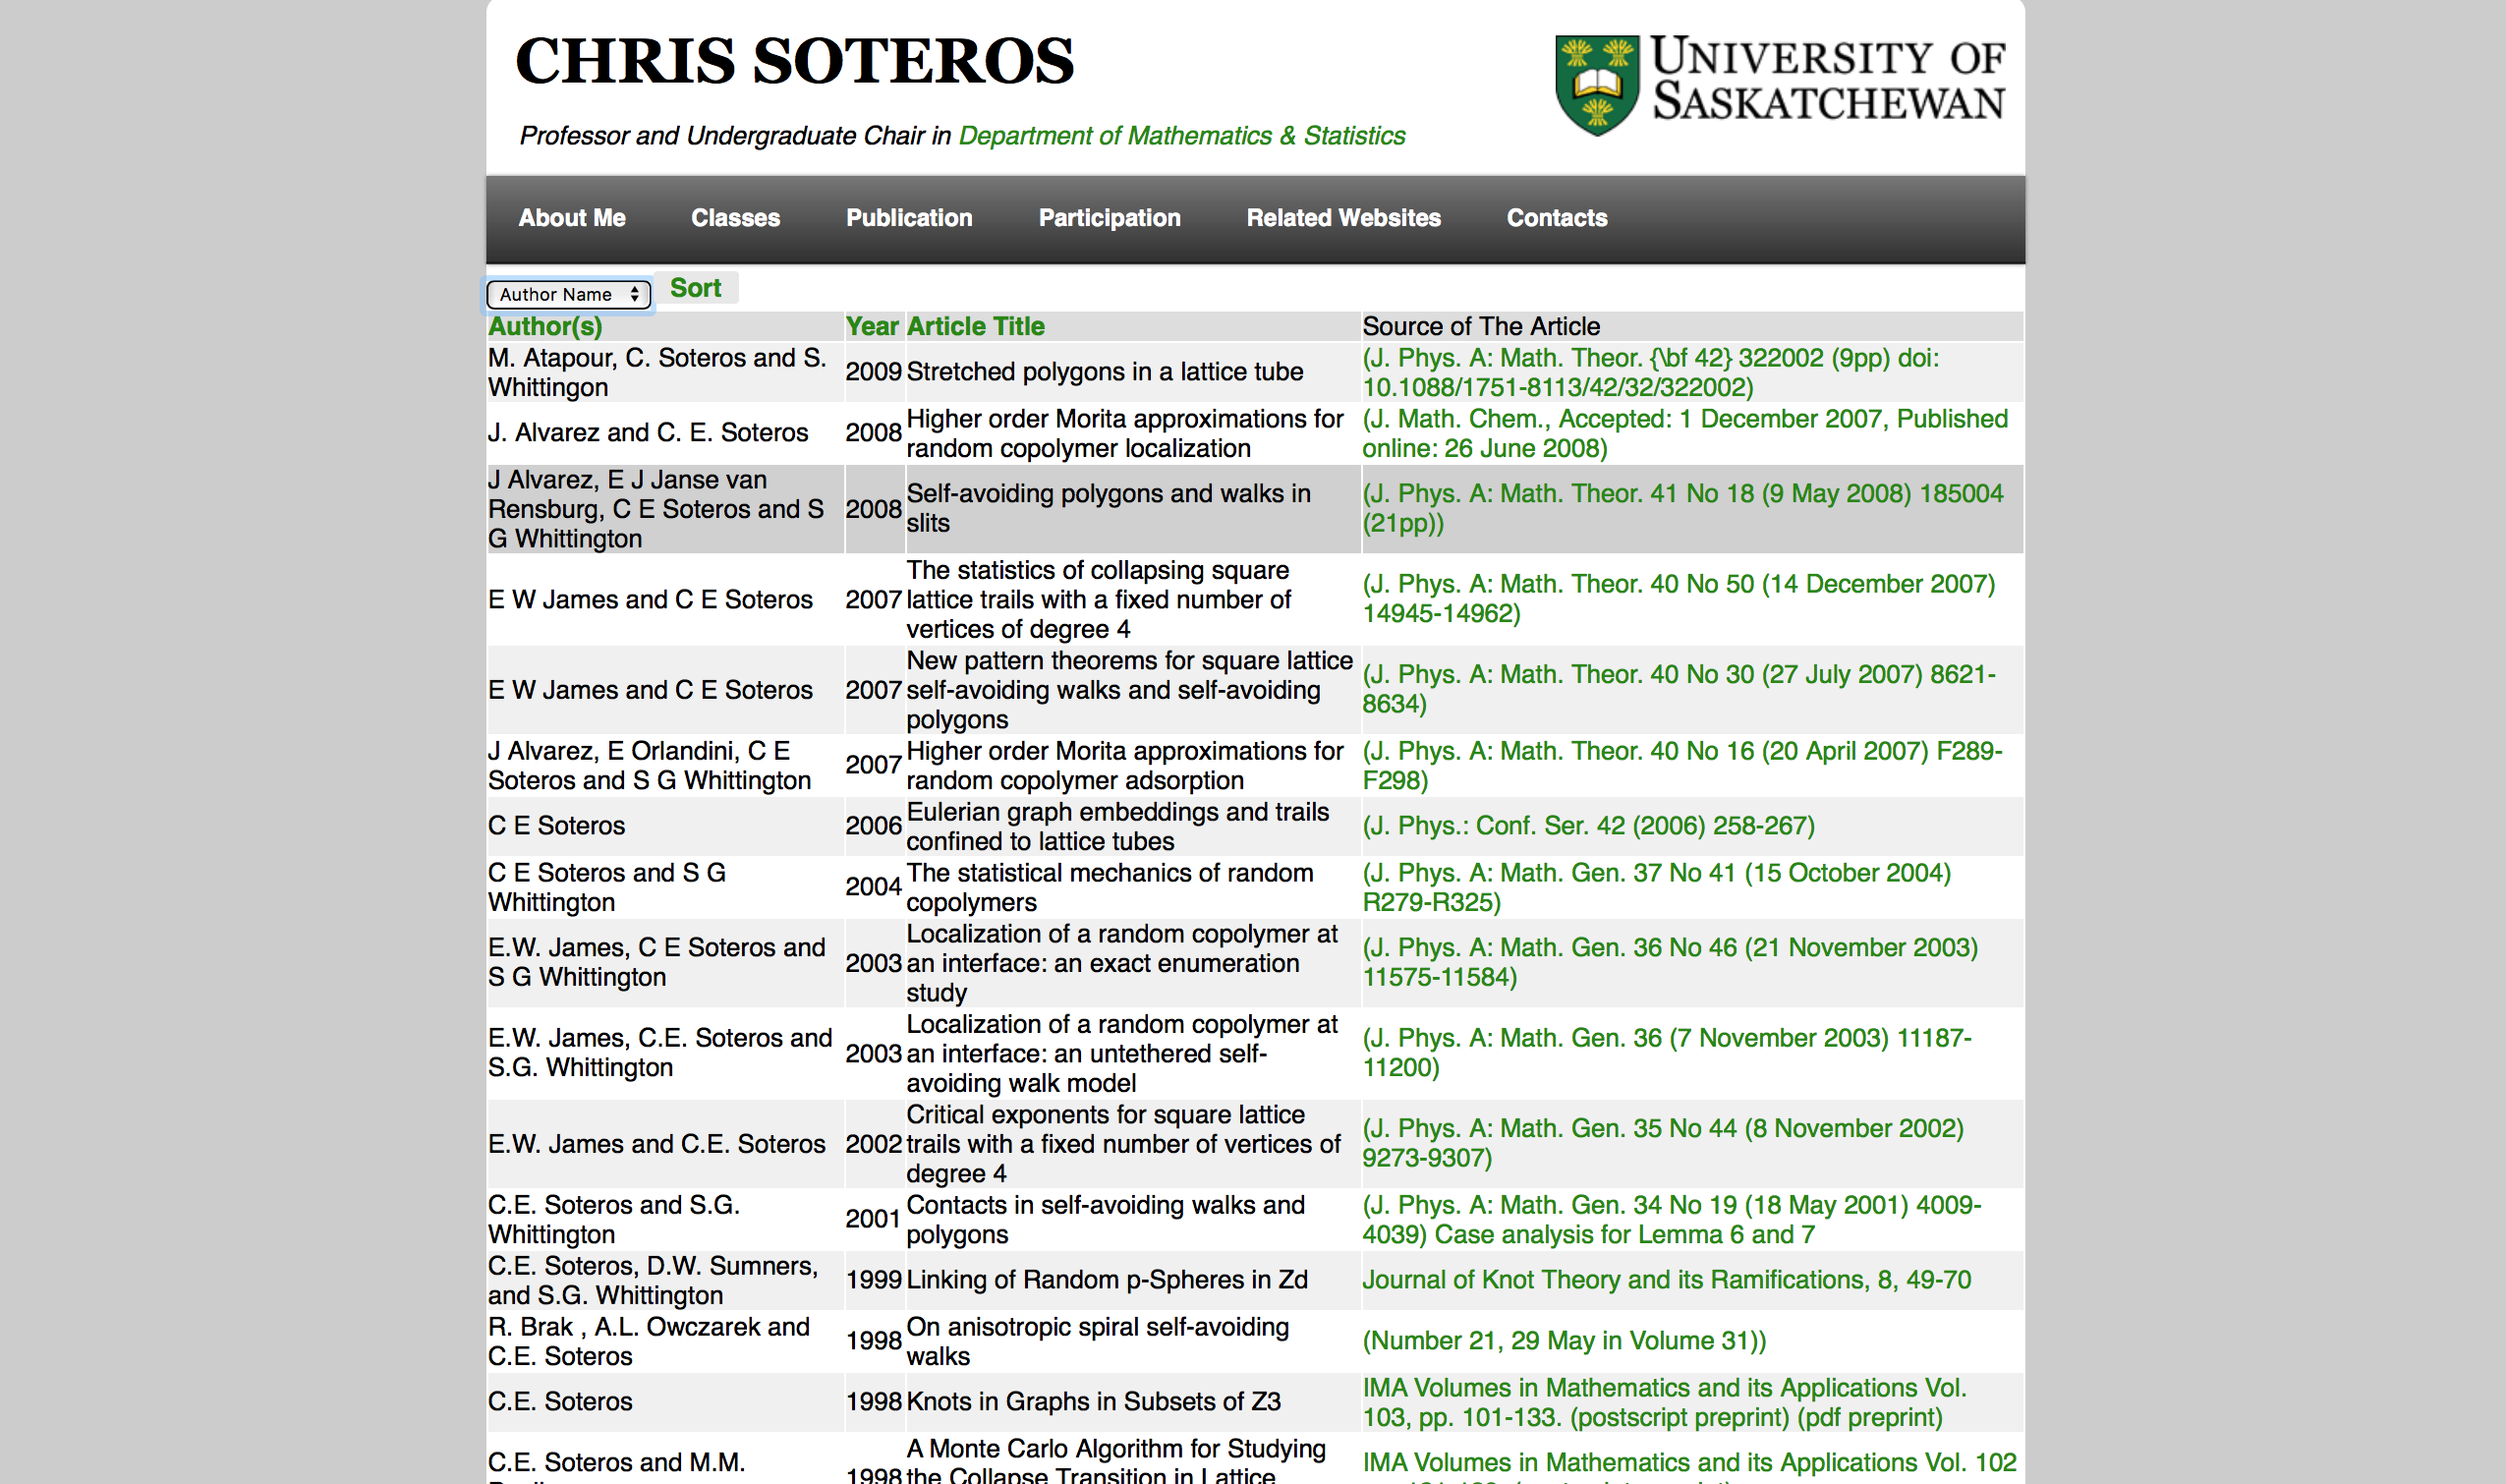 CHRIS SOTEROS
UNIVERSITY OF
SASKATCHEWAN
Professor and Undergraduate Chair in Department of Mathematics & Statistics
About Me Classes Publication Participation Related Websites Contacts
Author Name Sort
Author(s) Year Article Title Source of The Article
M. Atapour, C. Soteros and S.
Whittingon
2009
Stretched polygons in a lattice tube
(J. Phys. A: Math. Theor. {\bf 42} 322002 (9pp) doi:
10.1088/1751-8113/42/32/322002)
J. Alvarez and C. E. Soteros
2008
Higher order Morita approximations for
random copolymer localization
(J. Math. Chem., Accepted: 1 December 2007, Published
online: 26 June 2008)
J Alvarez, E J Janse van
Rensburg, C E Soteros and S
G Whittington
2008
Self-avoiding polygons and walks in
slits
(J. Phys. A: Math. Theor. 41 No 18 (9 May 2008) 185004
(21pp))
E W James and C E Soteros
2007
The statistics of collapsing square
lattice trails with a fixed number of
vertices of degree 4
(J. Phys. A: Math. Theor. 40 No 50 (14 December 2007)
14945-14962)
E W James and C E Soteros
2007
New pattern theorems for square lattice
self-avoiding walks and self-avoiding
polygons
(J. Phys. A: Math. Theor. 40 No 30 (27 July 2007) 8621-
8634)
J Alvarez, E Orlandini, C E
Soteros and S G Whittington
2007
Higher order Morita approximations for
random copolymer adsorption
(J. Phys. A: Math. Theor. 40 No 16 (20 April 2007) F289-
F298)
C E Soteros
2006
Eulerian graph embeddings and trails
confined to lattice tubes
(J. Phys.: Conf. Ser. 42 (2006) 258-267)
C E Soteros and S G
Whittington
2004
The statistical mechanics of random
copolymers
(J. Phys. A: Math. Gen. 37 No 41 (15 October 2004)
R279-R325)
E.W. James, C E Soteros and
S G Whittington
2003
Localization of a random copolymer at
an interface: an exact enumeration
study
(J. Phys. A: Math. Gen. 36 No 46 (21 November 2003)
11575-11584)
E.W. James, C.E. Soteros and
S.G. Whittington
2003
Localization of a random copolymer at
an interface: an untethered self-
avoiding walk model
(J. Phys. A: Math. Gen. 36 (7 November 2003) 11187-
11200)
E.W. James and C.E. Soteros
2002
Critical exponents for square lattice
trails with a fixed number of vertices of
degree 4
(J. Phys. A: Math. Gen. 35 No 44 (8 November 2002)
9273-9307)
C.E. Soteros and S.G.
Whittington
2001
Contacts in self-avoiding walks and
polygons
(J. Phys. A: Math. Gen. 34 No 19 (18 May 2001) 4009-
4039) Case analysis for Lemma 6 and 7
C.E. Soteros, D.W. Sumners,
and S.G. Whittington
1999
Linking of Random p-Spheres in Zd
Journal of Knot Theory and its Ramifications, 8, 49-70
R. Brak , A.L. Owczarek and
C.E. Soteros
1998
On anisotropic spiral self-avoiding
walks
(Number 21, 29 May in Volume 31))
C.E. Soteros
1998
Knots in Graphs in Subsets of Z3
IMA Volumes in Mathematics and its Applications Vol.
103, pp. 101-133. (postscript preprint) (pdf preprint)
C.E. Soteros and M.M.
1998
A Monte Carlo Algorithm for Studying
the Collapse Transition in Lattice
IMA Volumes in Mathematics and its Applications Vol. 102